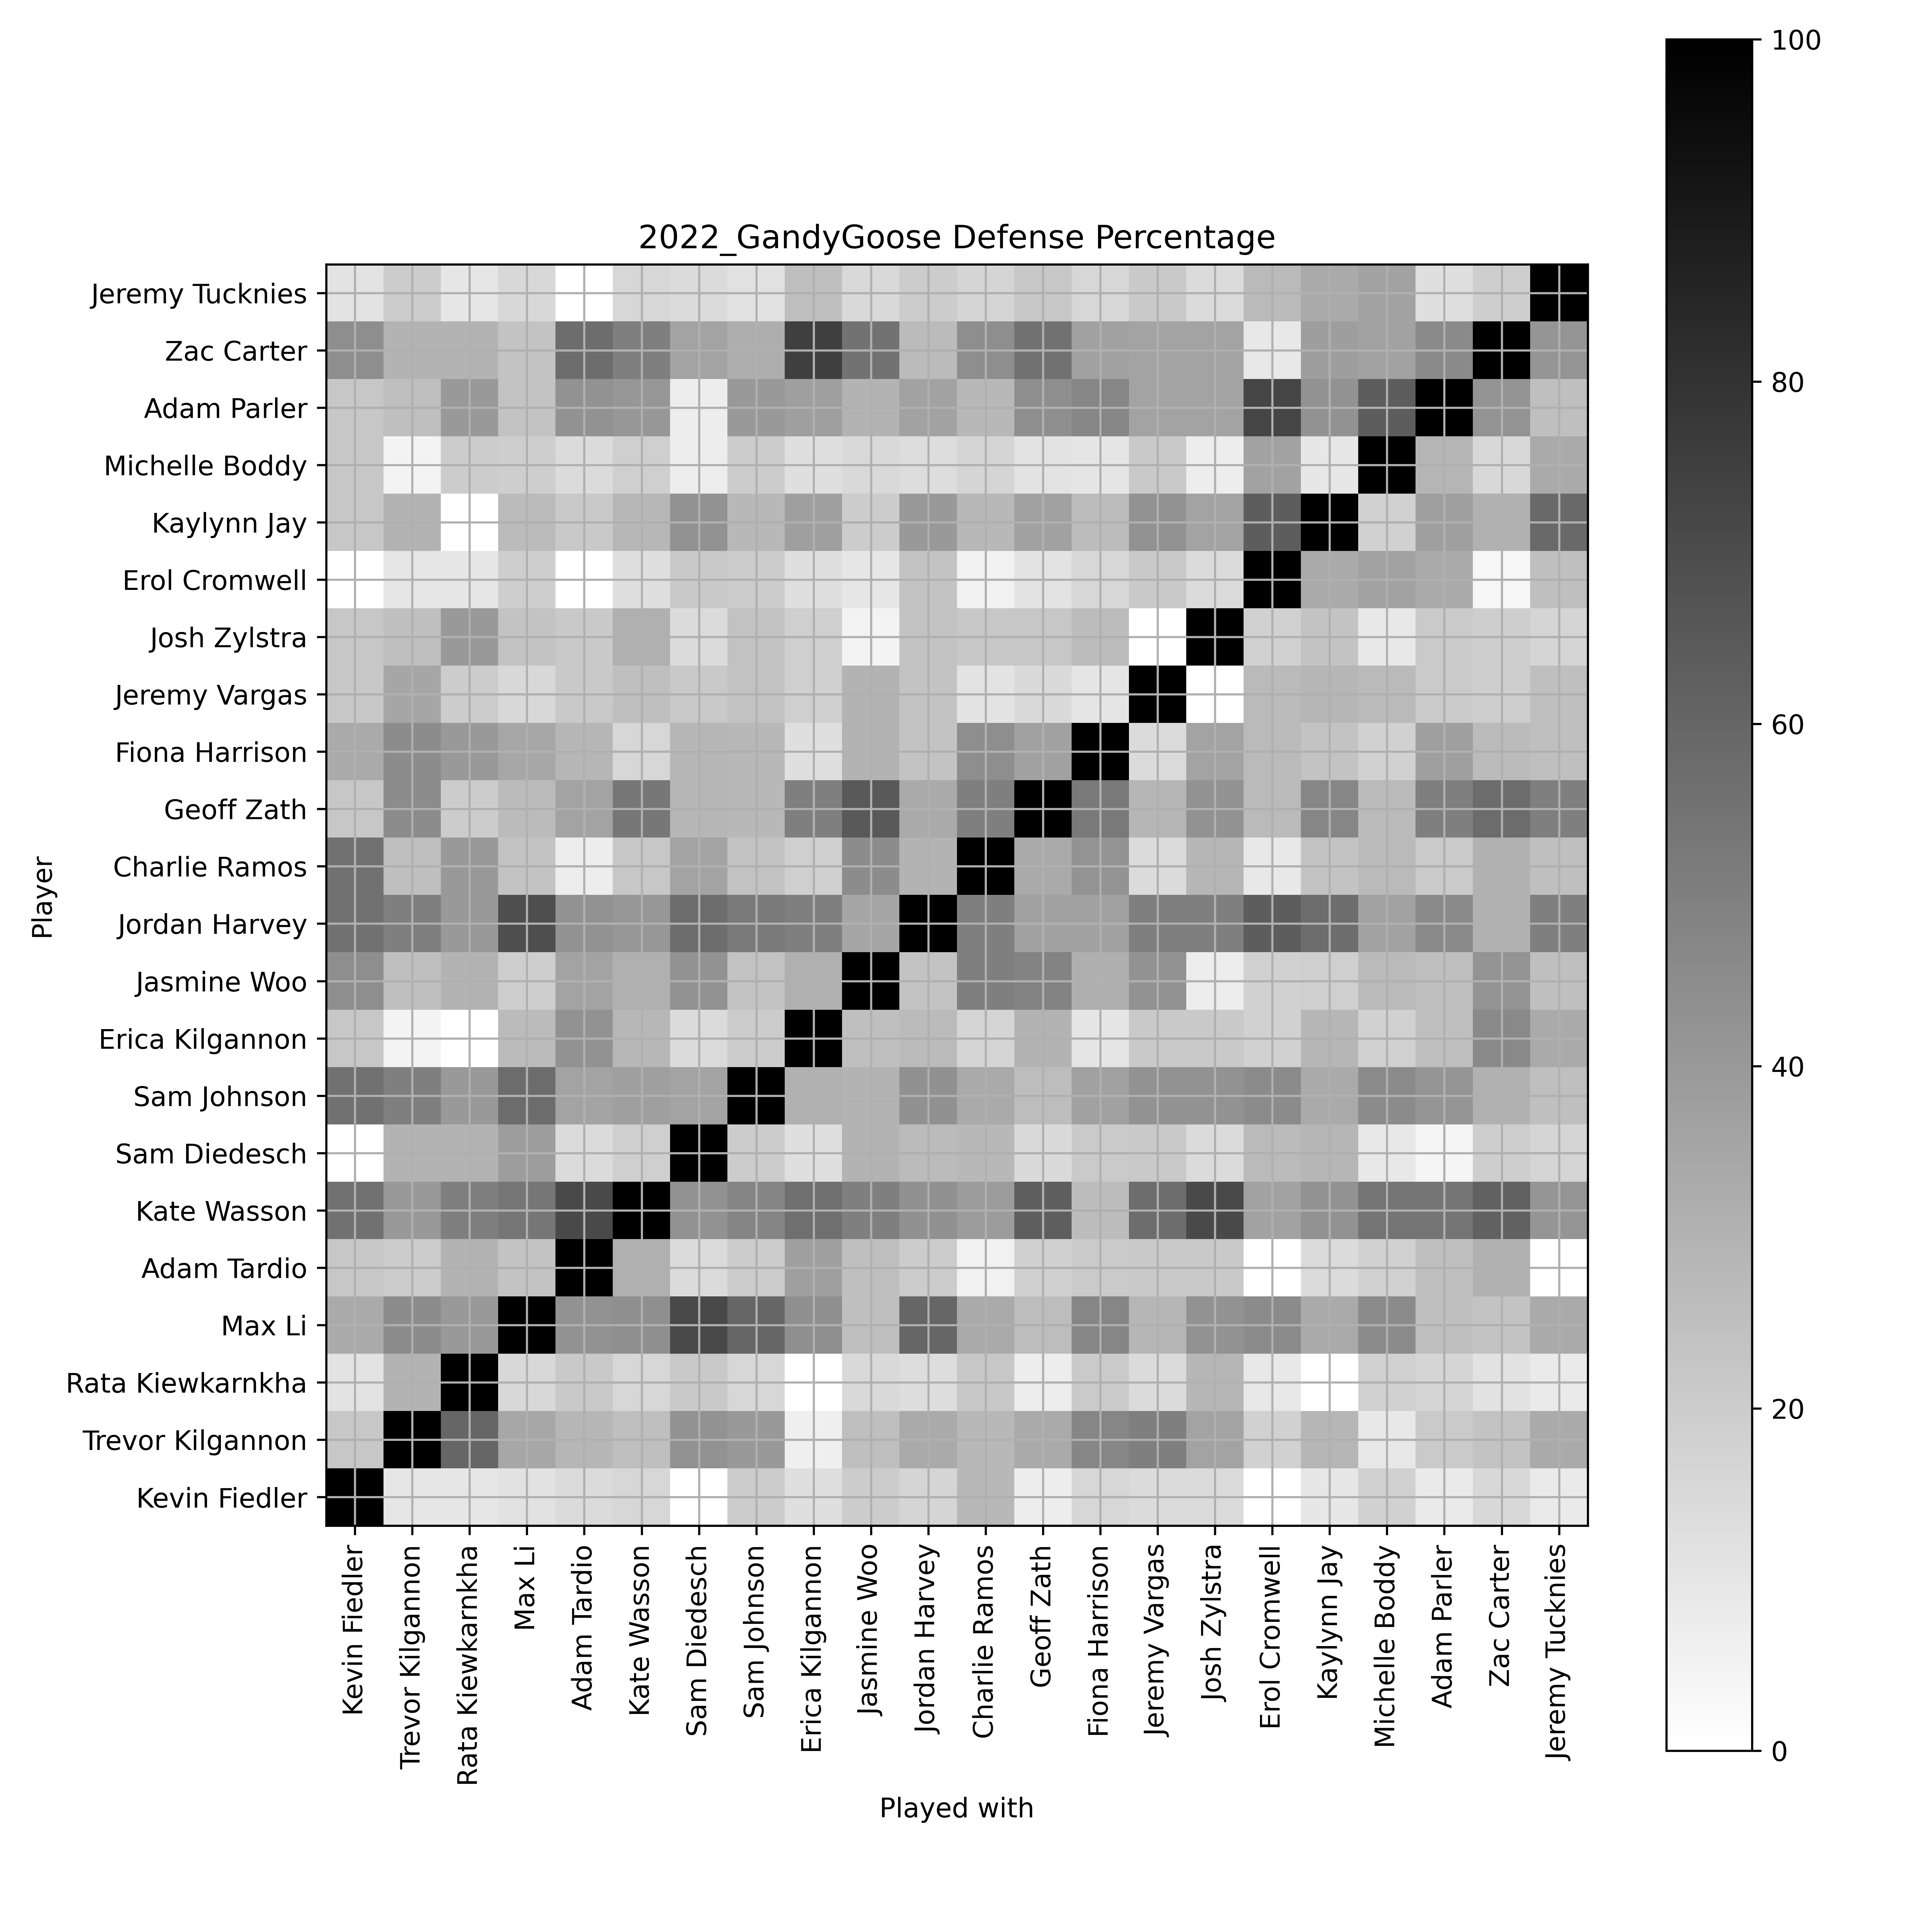 2022_GandyGoose Defense Percentage
Player
Jeremy Tucknies
Zac Carter
Adam Parler
Michelle Boddy
Kaylynn Jay
Erol Cromwell
Josh Zylstra
Jeremy Vargas
Fiona Harrison
Geoff Zath
Charlie Ramos
Jordan Harvey
Jasmine Woo
Erica Kilgannon
Sam Johnson
Sam Diedesch
Kate Wasson
Adam Tardio
Max Li
Rata Kiewkarnkha
Trevor Kilgannon
Kevin Fiedler
Kevin Fiedler
Trevor Kilgannon
Rata Kiewkarnkha
Max Li
Adam Tardio
Kate Wasson
Sam Diedesch
Sam Johnson
Erica Kilgannon
Jasmine Woo
Jordan Harvey
Charlie Ramos
Geoff Zath
Fiona Harrison
Jeremy Vargas
Josh Zylstra
Erol Cromwell
Kaylynn Jay
Michelle Boddy
Adam Parler
Zac Carter
Jeremy Tucknies
Played with
100
80
60
40
20
0